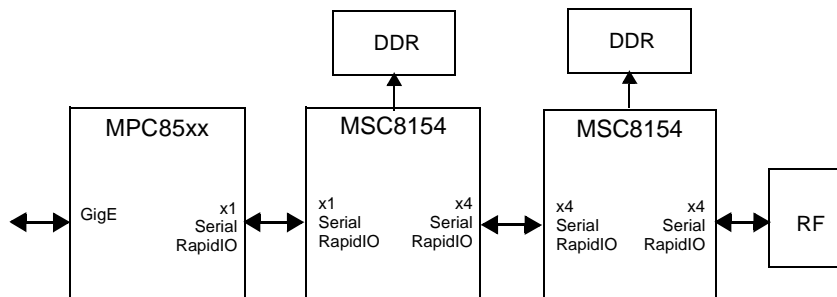 DDR
DDR
MPC85xx
MSC8154
MSC8154
GigE
x1
Serial
RapidIO
x1
Serial
RapidIO
x4
Serial
RapidIO
x4
Serial
RapidIO
x4
Serial
RapidIO
RF